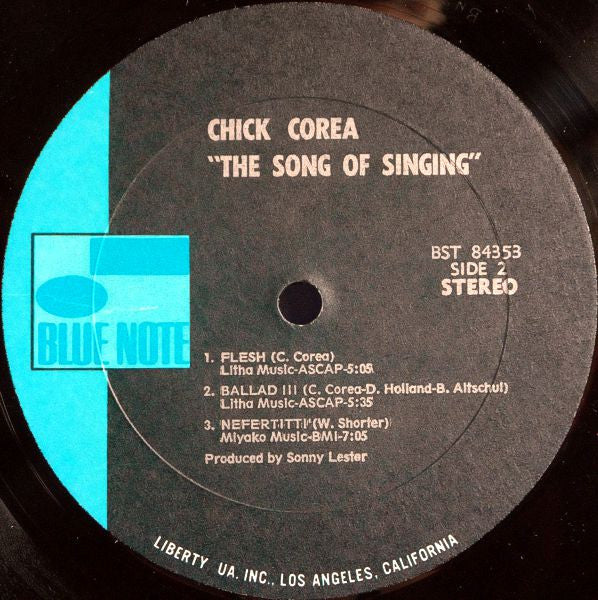 CHICK COREA
"THE SONG OF SINGING"
BST 84353
SIDE 2
STEREO
BLUE NOTE
1. FLESH (C. Corea)
Litha Music-ASCAP-5:05
2. BALLAD III (C. Corea-D. Holland-B. Altschul)
Litha Music-ASCAP-5:35
3. NEFERTITTI (W. Shorter)
Miyako Music-BMI-7:05
Produced by Sonny Lester
LIBERTY UA, INC., LOS ANGELES, CALIFORNIA